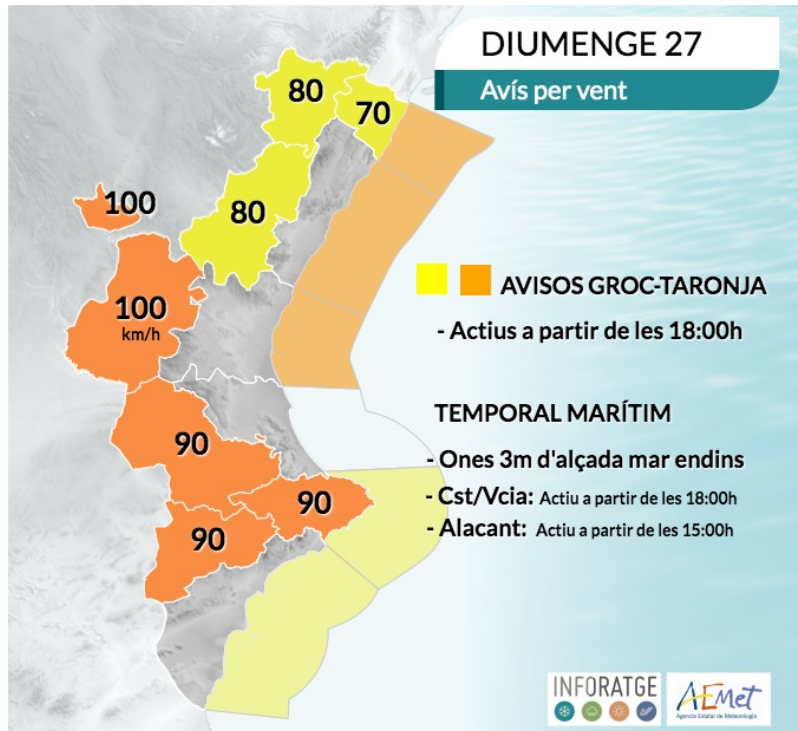 DIUMENGE 27
Avís per vent
80
70
80
100
100
km/h
AVISOS GROC-TARONJA
- Actius a partir de les 18:00h
TEMPORAL MARÍTIM
90
- Ones 3m d'alçada mar endins
90
- Cst/Vcia: Actiu a partir de les 18:00h
90
- Alacant: Actiu a partir de les 15:00h
INFORATGE
AEMet
Agencia Estatal de Meteorología